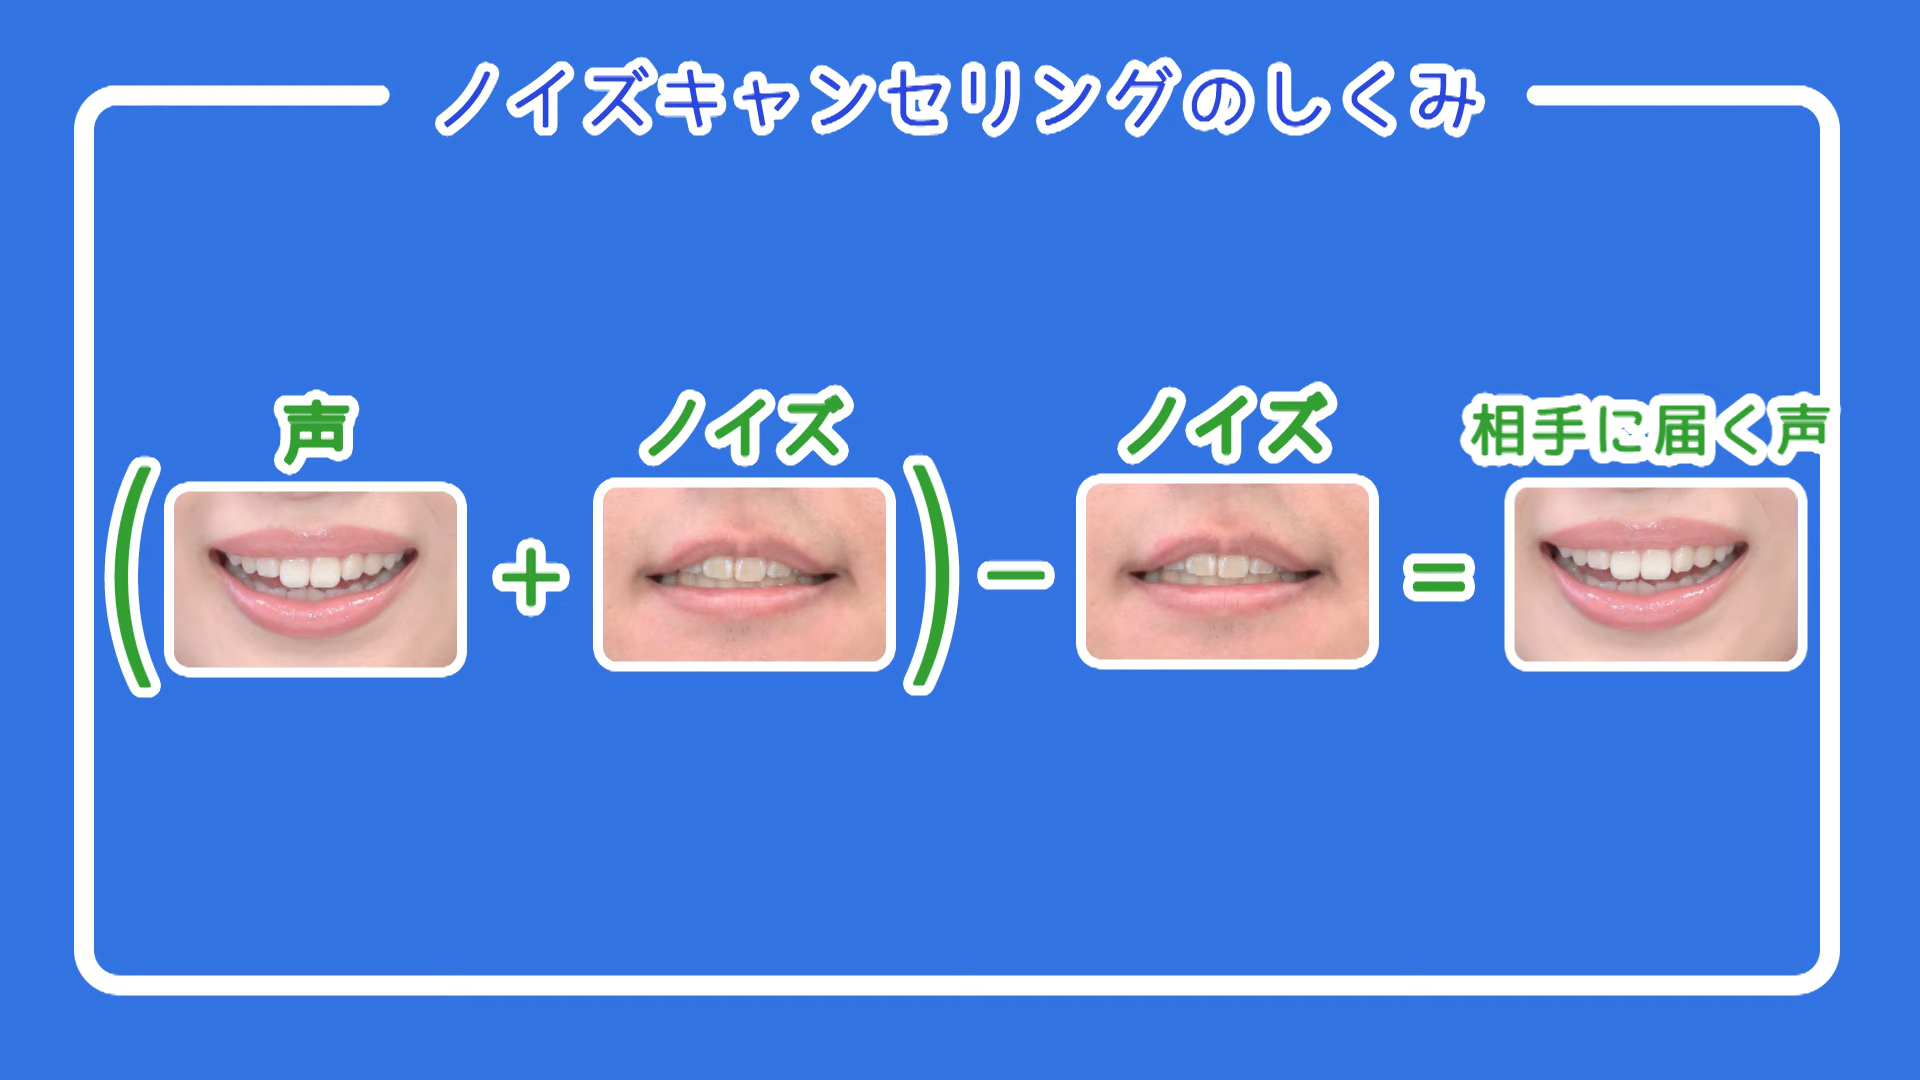 ノイズキャンセリングのしくみ
声
ノイズ
ノイズ
相手に届く声
( + ) - =